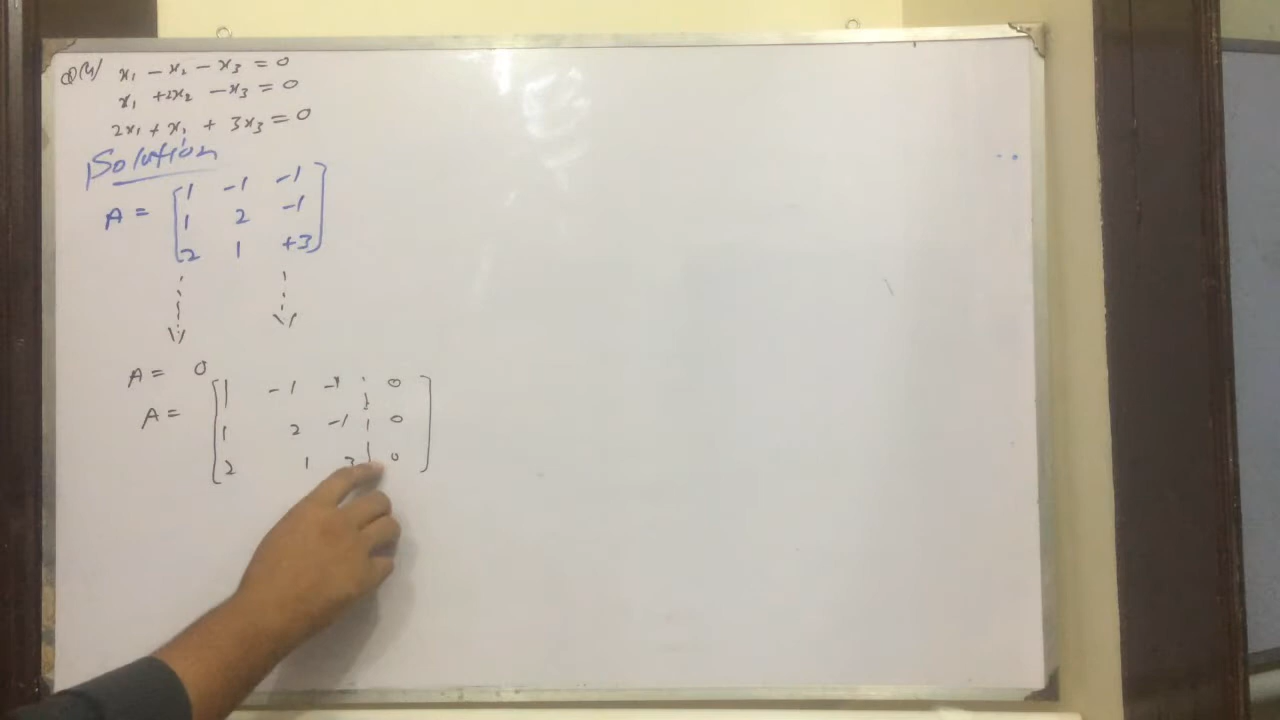 Q(4) x₁ - x₂ - x₃ = 0
x₁ +2x₂ - x₃ = 0
2x₁ + x₁ + 3x₃ = 0
Solution
A = [1 -1 -1
1 2 -1
2 1 +3]
A = 0
A = [1 -1 -1 | 0
1 2 -1 | 0
2 1 3 | 0]